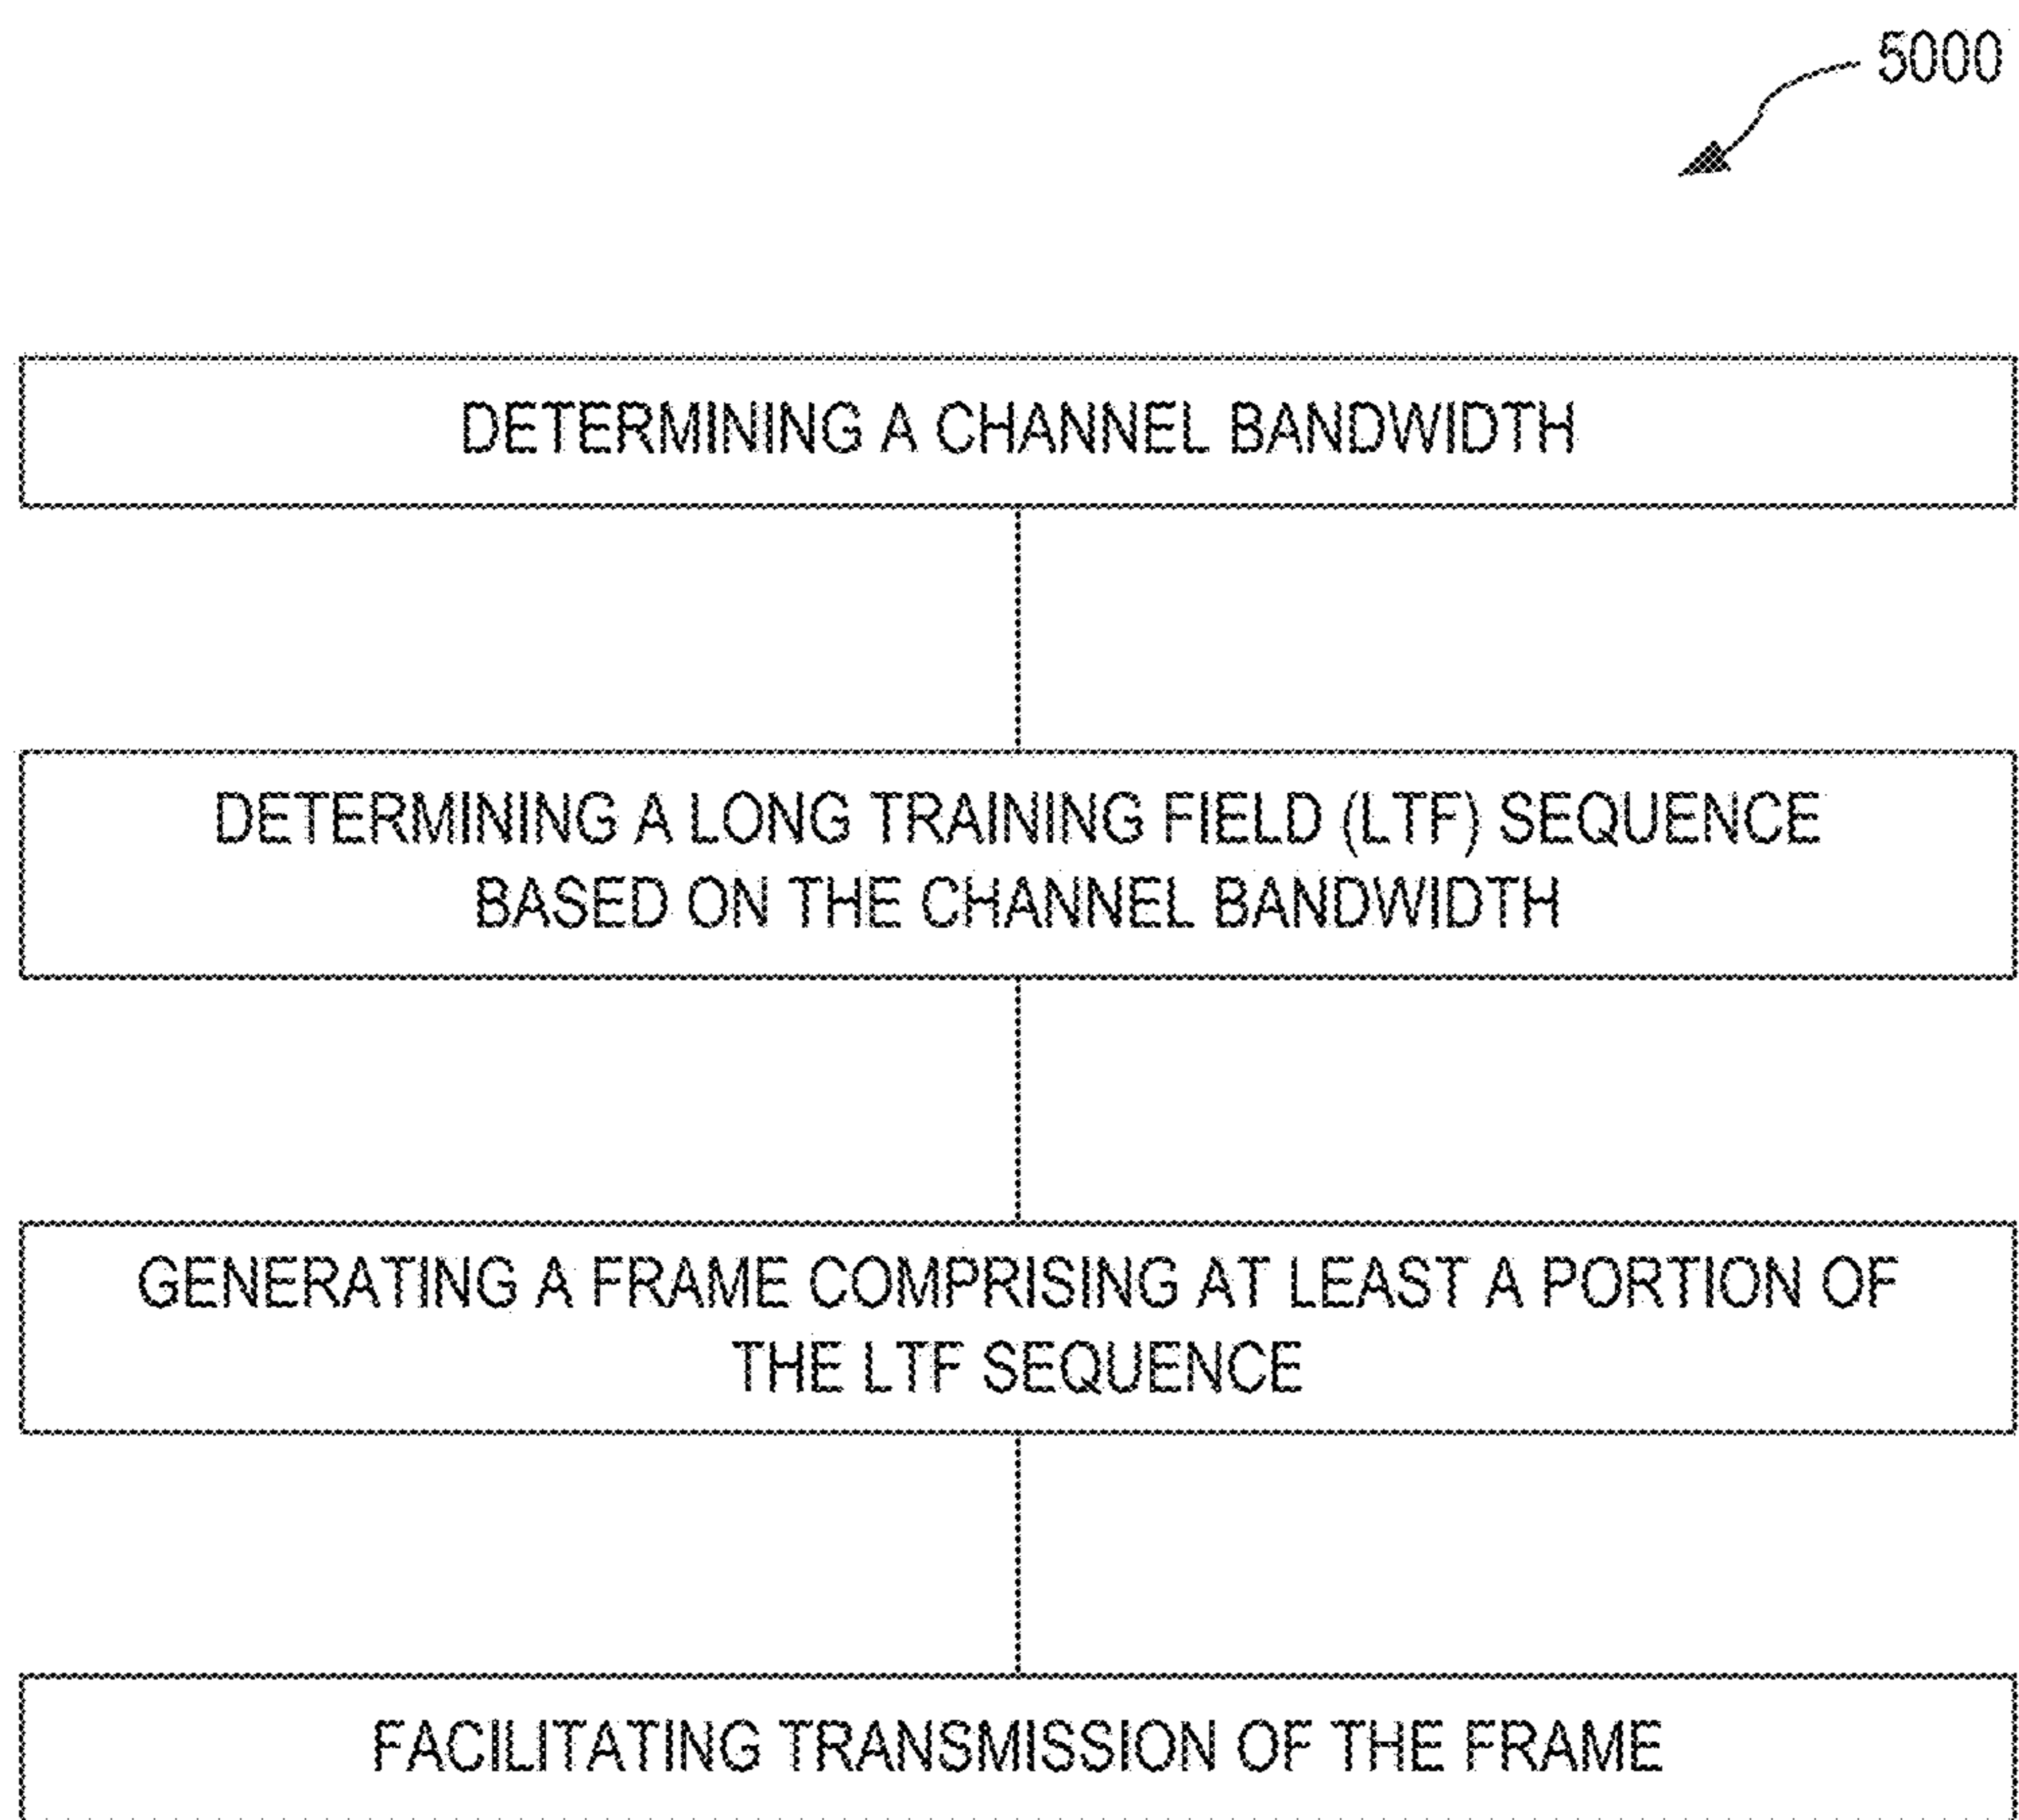 5000
DETERMINING A CHANNEL BANDWIDTH
DETERMINING A LONG TRAINING FIELD (LTF) SEQUENCE
BASED ON THE CHANNEL BANDWIDTH
GENERATING A FRAME COMPRISING AT LEAST A PORTION OF
THE LTF SEQUENCE
FACILITATING TRANSMISSION OF THE FRAME